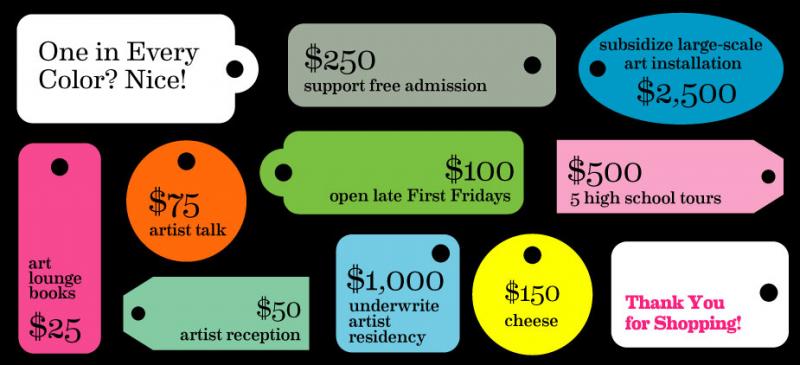 One in Every
Color? Nice!
$250
support free admission
subsidize large-scale
art installation
$2,500
art
lounge
books
$25
$75
artist talk
$100
open late First Fridays
$500
5 high school tours
$50
artist reception
$1,000
underwrite
artist
residency
$150
cheese
Thank You
for Shopping!